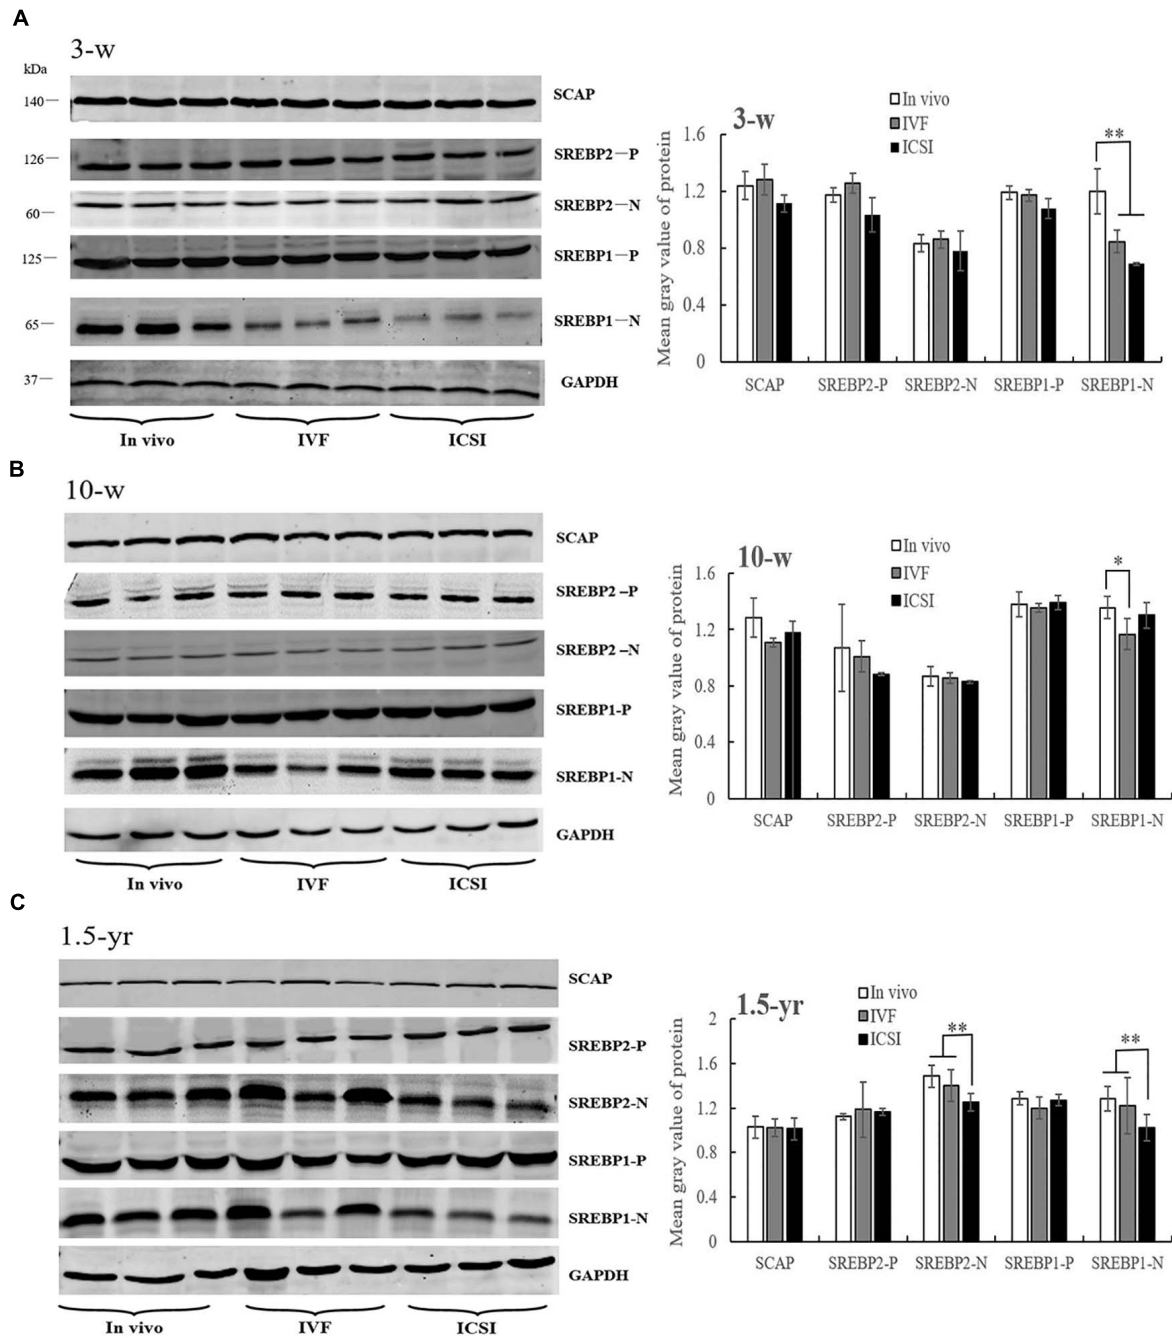 A
3-w
kDa
140
SCAP
126
SREBP2—P
60
SREBP2—N
125
SREBP1—P
65
SREBP1—N
37
GAPDH
In vivo IVF ICSI
3-w
In vivo
IVF
ICSI
Mean gray value of protein
1.6
1.2
0.8
0.4
0
**
SCAP SREBP2-P SREBP2-N SREBP1-P SREBP1-N
B
10-w
SCAP
SREBP2 –P
SREBP2 –N
SREBP1-P
SREBP1-N
GAPDH
In vivo IVF ICSI
10-w
In vivo
IVF
ICSI
Mean gray value of protein
1.6
1.2
0.8
0.4
0
*
SCAP SREBP2-P SREBP2-N SREBP1-P SREBP1-N
C
1.5-yr
SCAP
SREBP2-P
SREBP2-N
SREBP1-P
SREBP1-N
GAPDH
In vivo IVF ICSI
1.5-yr
In vivo
IVF
ICSI
Mean gray value of protein
2
1.6
1.2
0.8
0.4
0
**
**
SCAP SREBP2-P SREBP2-N SREBP1-P SREBP1-N